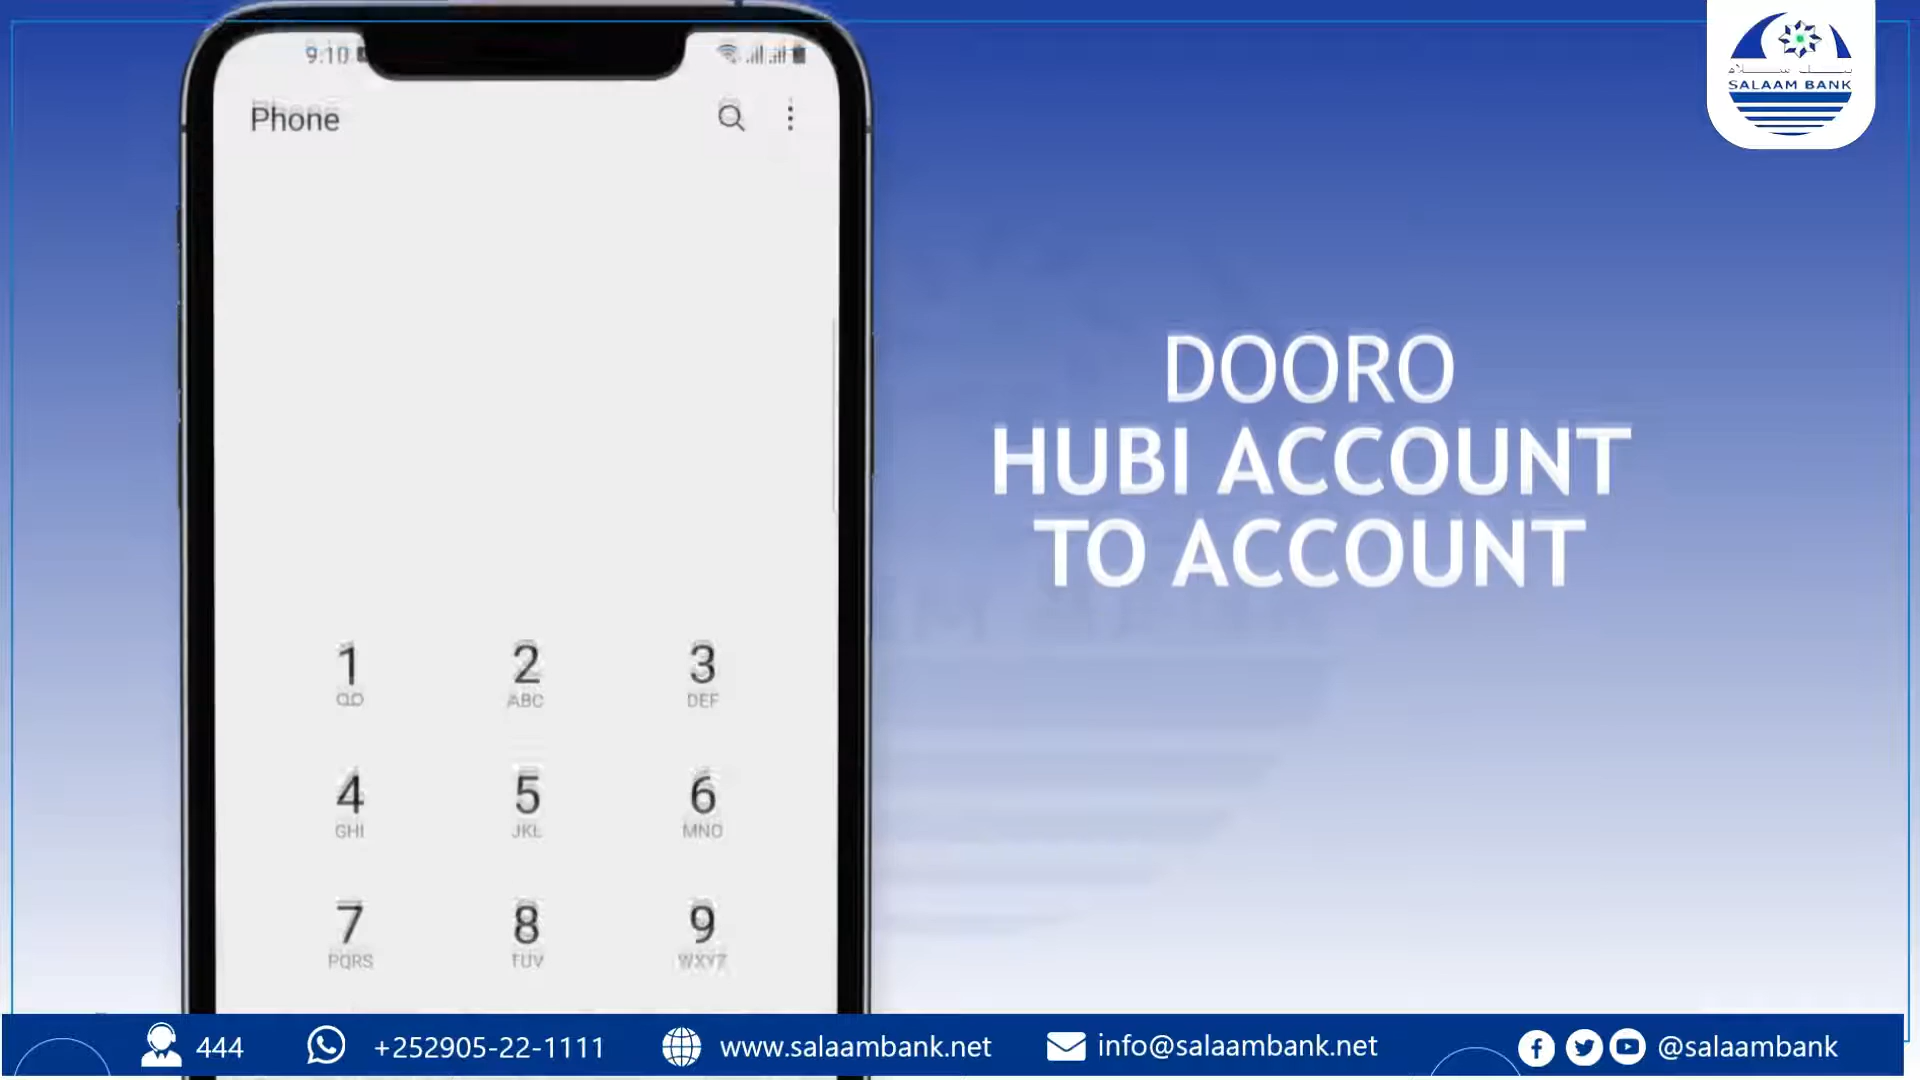 9:10
Phone
1
2 ABC
3 DEF
4 GHI
5 JKL
6 MNO
7 PQRS
8 TUV
9 WXYZ
DOORO
HUBI ACCOUNT
TO ACCOUNT
SALAAM BANK
444
+252905-22-1111
www.salaambank.net
info@salaambank.net
@salaambank